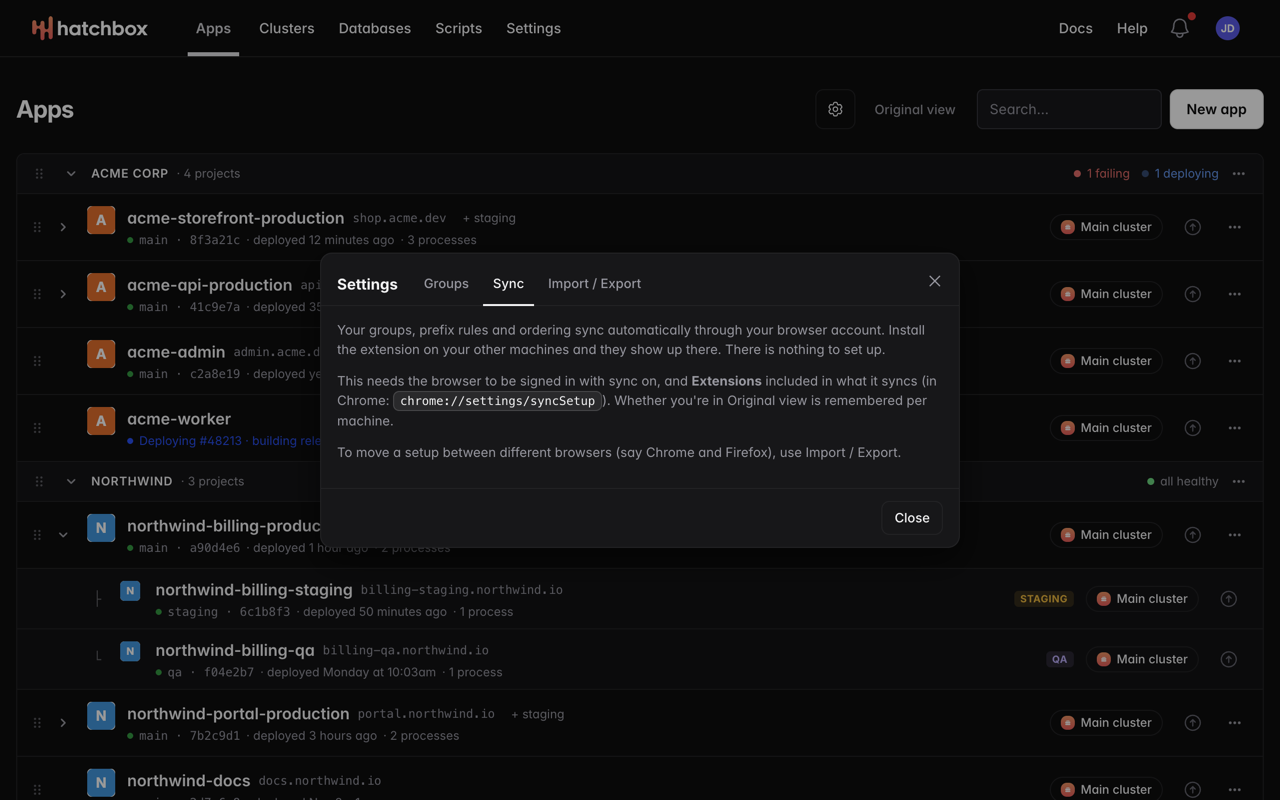 hatchbox Apps Clusters Databases Scripts Settings Docs Help JD
Apps Original view Search... New app
ACME CORP · 4 projects 1 failing 1 deploying
A acme-storefront-production shop.acme.dev + staging Main cluster
main · 8f3a21c · deployed 12 minutes ago · 3 processes
A acme-api-production api Main cluster
main · 41c9e7a · deployed 35
A acme-admin admin.acme.d Main cluster
main · c2a8e19 · deployed ye
A acme-worker Main cluster
Deploying #48213 · building rele
Settings Groups Sync Import / Export
Your groups, prefix rules and ordering sync automatically through your browser account. Install
the extension on your other machines and they show up there. There is nothing to set up.
This needs the browser to be signed in with sync on, and Extensions included in what it syncs (in
Chrome: chrome://settings/syncSetup). Whether you're in Original view is remembered per
machine.
To move a setup between different browsers (say Chrome and Firefox), use Import / Export.
Close
NORTHWIND · 3 projects all healthy
N northwind-billing-produc Main cluster
main · a90d4e6 · deployed 1 hour ago · 2 processes
N northwind-billing-staging billing-staging.northwind.io STAGING Main cluster
staging · 6c1b8f3 · deployed 50 minutes ago · 1 process
N northwind-billing-qa billing-qa.northwind.io QA Main cluster
qa · f04e2b7 · deployed Monday at 10:03am · 1 process
N northwind-portal-production portal.northwind.io + staging Main cluster
main · 7b2c9d1 · deployed 3 hours ago · 2 processes
N northwind-docs docs.northwind.io Main cluster